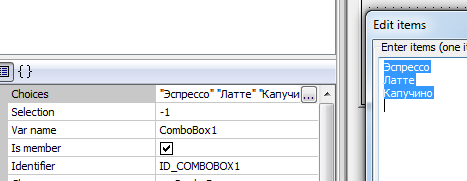 Edit items
Enter items (one
Эспрессо
Латте
Капучино
{}
Choices "Эспрессо" "Латте" "Капучи ...
Selection -1
Var name ComboBox1
Is member
Identifier ID_COMBOBOX1